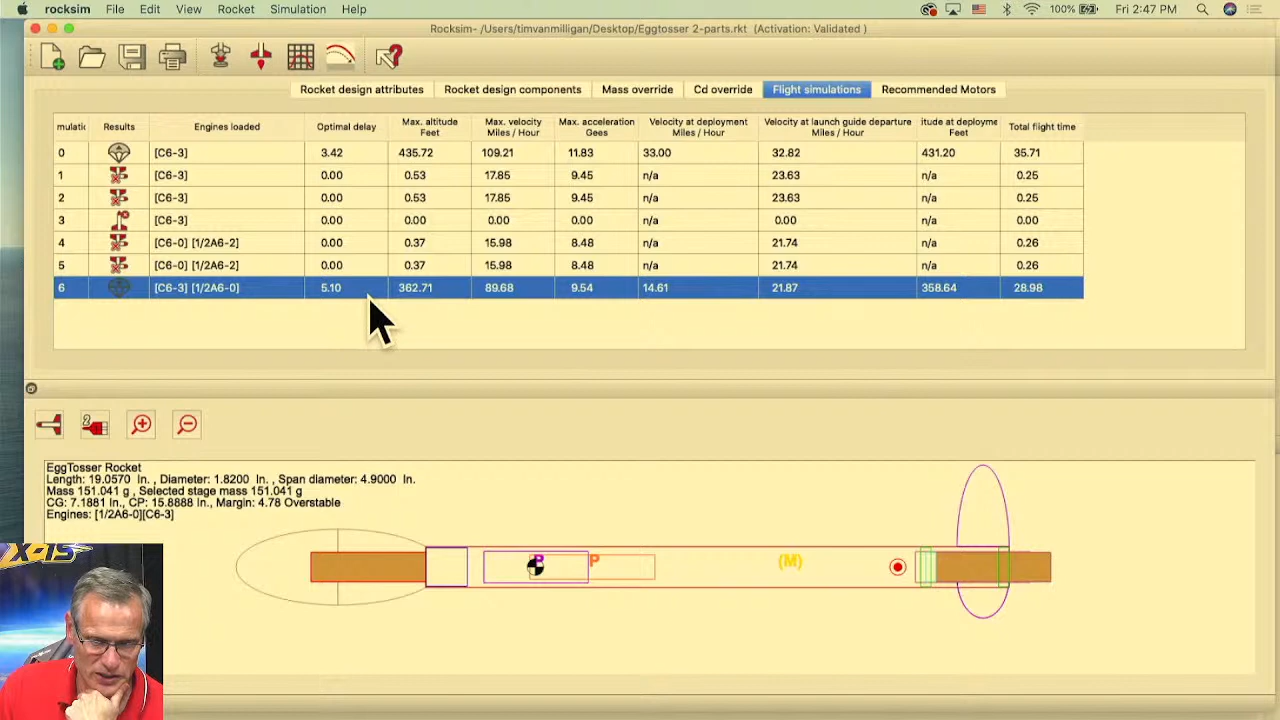 rocksim File Edit View Rocket Simulation Help 100% Fri 2:47 PM
Rocksim- /Users/timvanmilligan/Desktop/Eggtosser 2-parts.rkt (Activation: Validated )
Rocket design attributes Rocket design components Mass override Cd override Flight simulations Recommended Motors
mulatic Results Engines loaded Optimal delay Max. altitude Feet Max. velocity Miles / Hour Max. acceleration Gees Velocity at deployment Miles / Hour Velocity at launch guide departure Miles / Hour itude at deployme Feet Total flight time
0 [C6-3] 3.42 435.72 109.21 11.83 33.00 32.82 431.20 35.71
1 [C6-3] 0.00 0.53 17.85 9.45 n/a 23.63 n/a 0.25
2 [C6-3] 0.00 0.53 17.85 9.45 n/a 23.63 n/a 0.25
3 [C6-3] 0.00 0.00 0.00 0.00 n/a 0.00 n/a 0.00
4 [C6-0] [1/2A6-2] 0.00 0.37 15.98 8.48 n/a 21.74 n/a 0.26
5 [C6-0] [1/2A6-2] 0.00 0.37 15.98 8.48 n/a 21.74 n/a 0.26
6 [C6-3] [1/2A6-0] 5.10 362.71 89.68 9.54 14.61 21.87 358.64 28.98
2
EggTosser Rocket
Length: 19.0570 In. , Diameter: 1.8200 In. , Span diameter: 4.9000 In.
Mass 151.041 g , Selected stage mass 151.041 g
CG: 7.1881 In., CP: 15.8888 In., Margin: 4.78 Overstable
Engines: [1/2A6-0][C6-3]
P (M)